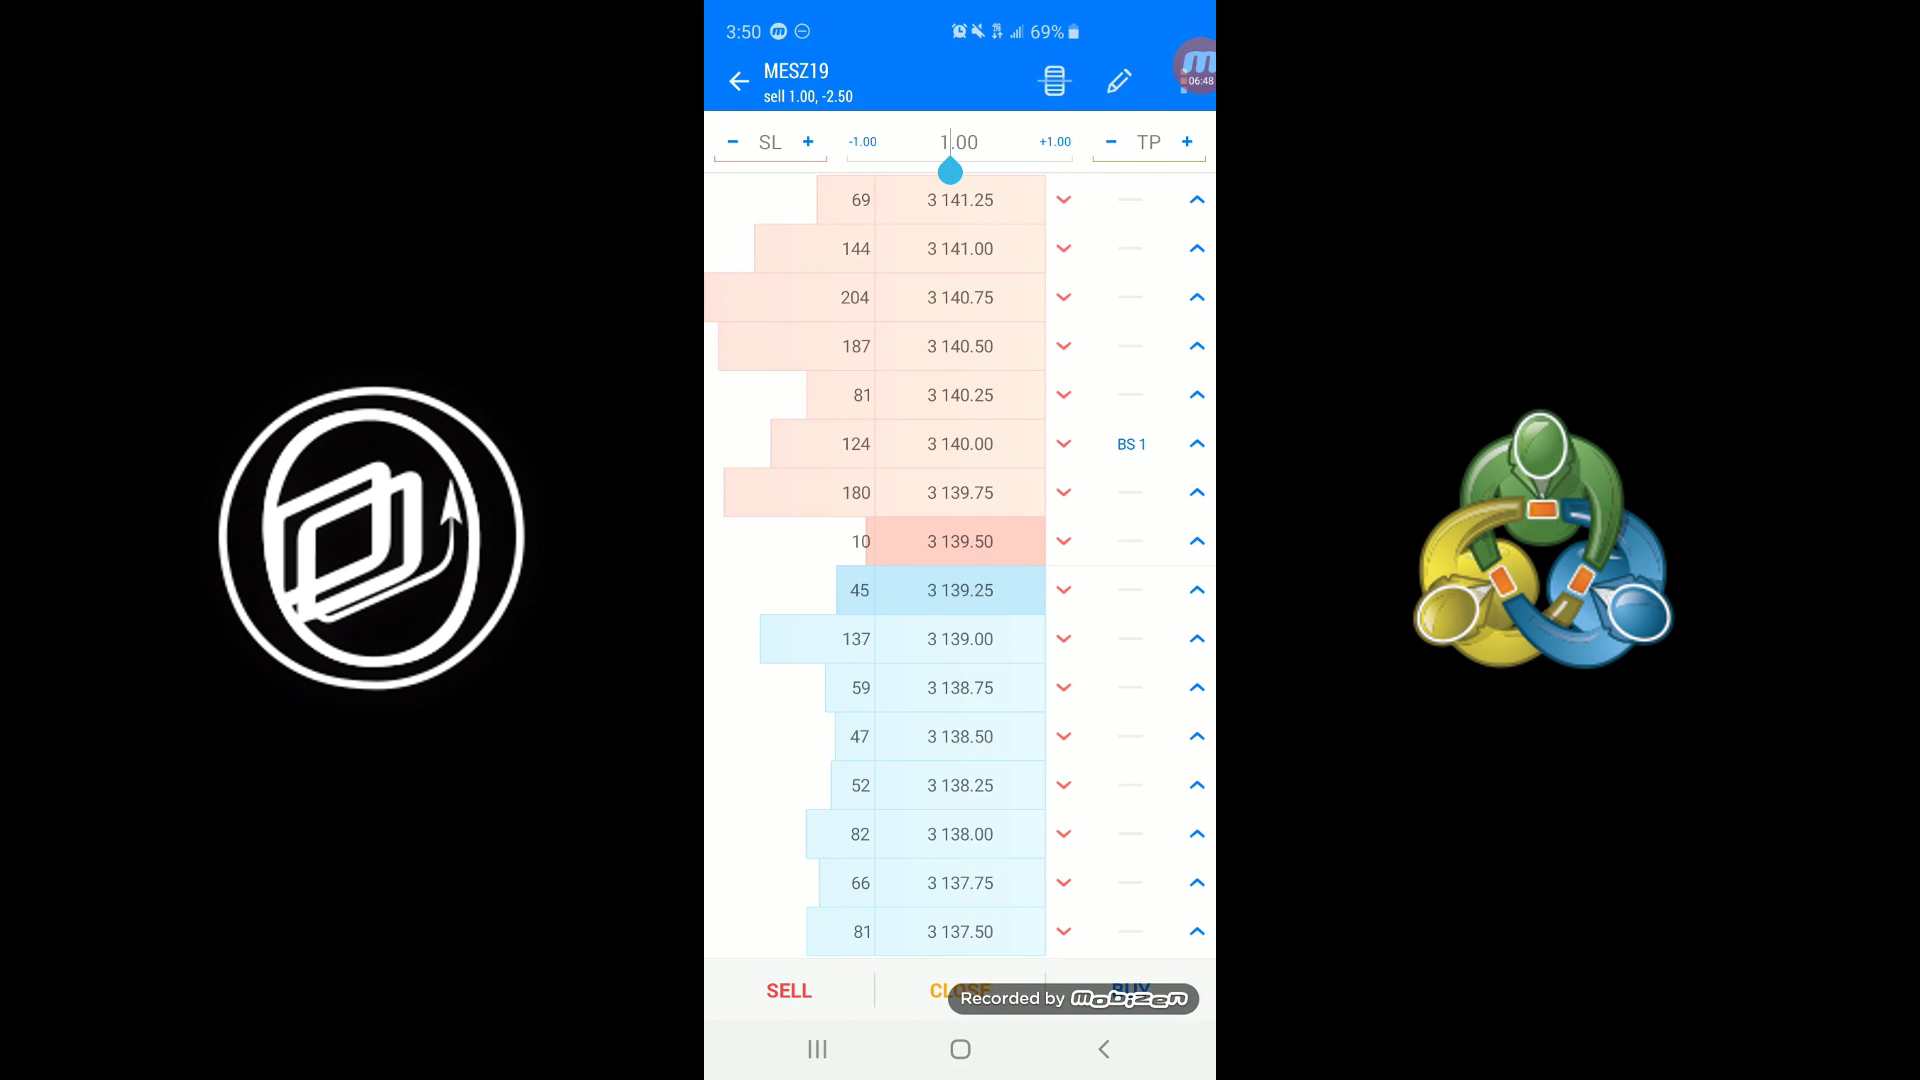 3:50 69%
MESZ19
sell 1.00, -2.50
06:48
- SL + -1.00 1.00 +1.00 - TP +
69 3 141.25
144 3 141.00
204 3 140.75
187 3 140.50
81 3 140.25
124 3 140.00 BS 1
180 3 139.75
10 3 139.50
45 3 139.25
137 3 139.00
59 3 138.75
47 3 138.50
52 3 138.25
82 3 138.00
66 3 137.75
81 3 137.50
SELL CLOSE BUY
Recorded by mobizen